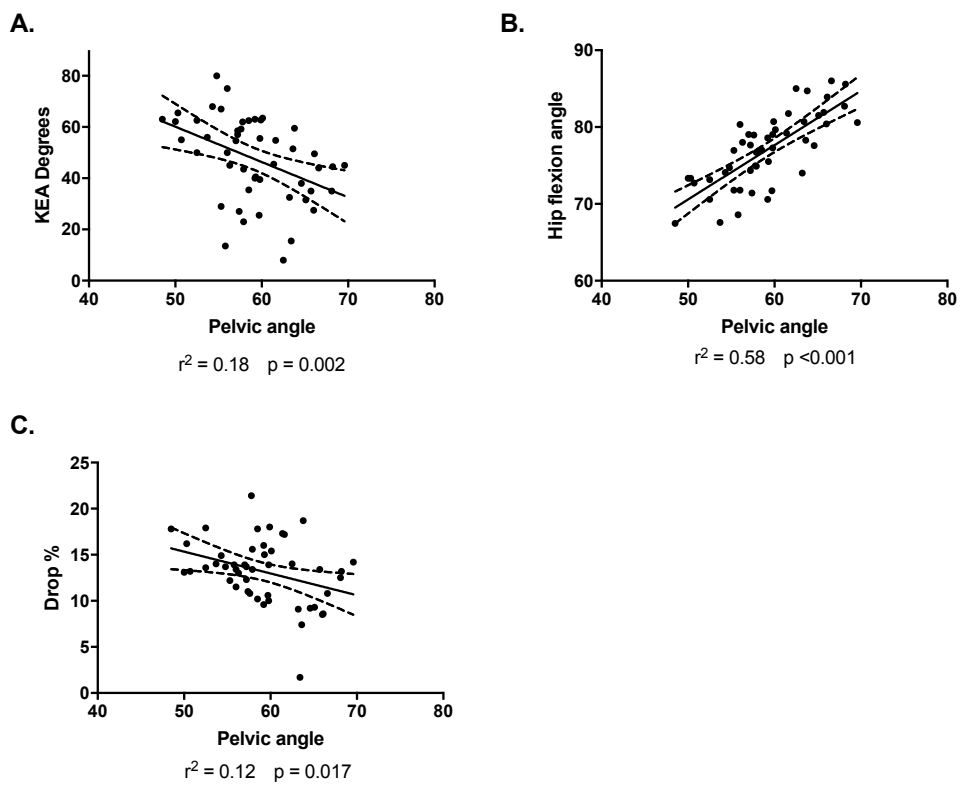 A.
KEA Degrees
80
60
40
20
0
40 50 60 70 80
Pelvic angle
r² = 0.18 p = 0.002
B.
Hip flexion angle
90
80
70
60
40 50 60 70 80
Pelvic angle
r² = 0.58 p <0.001
C.
Drop %
25
20
15
10
5
0
40 50 60 70 80
Pelvic angle
r² = 0.12 p = 0.017